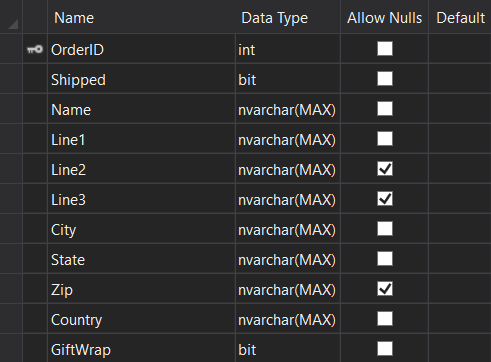 Name Data Type Allow Nulls Default
OrderID int
Shipped bit
Name nvarchar(MAX)
Line1 nvarchar(MAX)
Line2 nvarchar(MAX)
Line3 nvarchar(MAX)
City nvarchar(MAX)
State nvarchar(MAX)
Zip nvarchar(MAX)
Country nvarchar(MAX)
GiftWrap bit